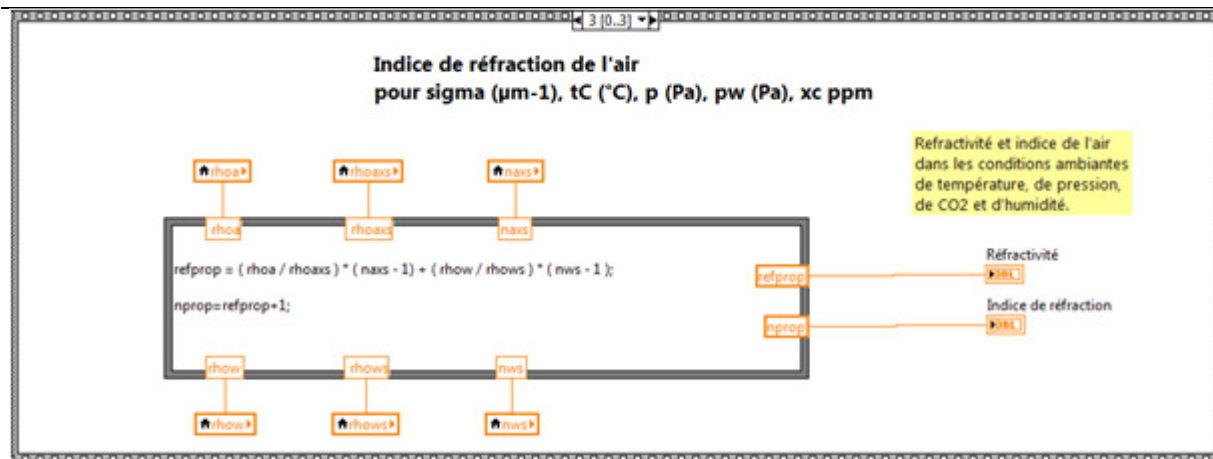 3 [0..3]
Indice de réfraction de l'air
pour sigma (µm-1), tC (°C), p (Pa), pw (Pa), xc ppm
Refractivité et indice de l'air
dans les conditions ambiantes
de température, de pression,
de CO2 et d'humidité.
rhoa
rhoaxs
naxs
rhoa
rhoaxs
naxs
refprop = ( rhoa / rhoaxs ) * ( naxs - 1) + ( rhow / rhows ) * ( nws - 1 );
nprop=refprop+1;
refprop
nprop
Réfractivité
DBL
Indice de réfraction
DBL
rhow
rhows
nws
rhow
rhows
nws